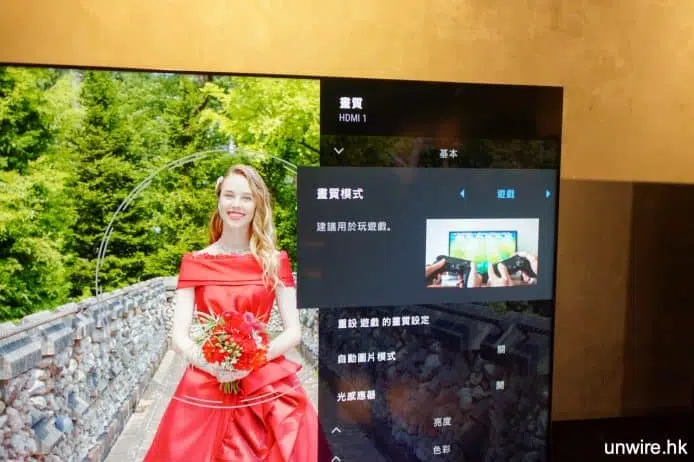 畫質
HDMI 1
基本
畫質模式
遊戲
建議用於玩遊戲。
重設 遊戲 的畫質設定
自動圖片模式
關
光感應器
開
亮度
色彩
unwire.hk